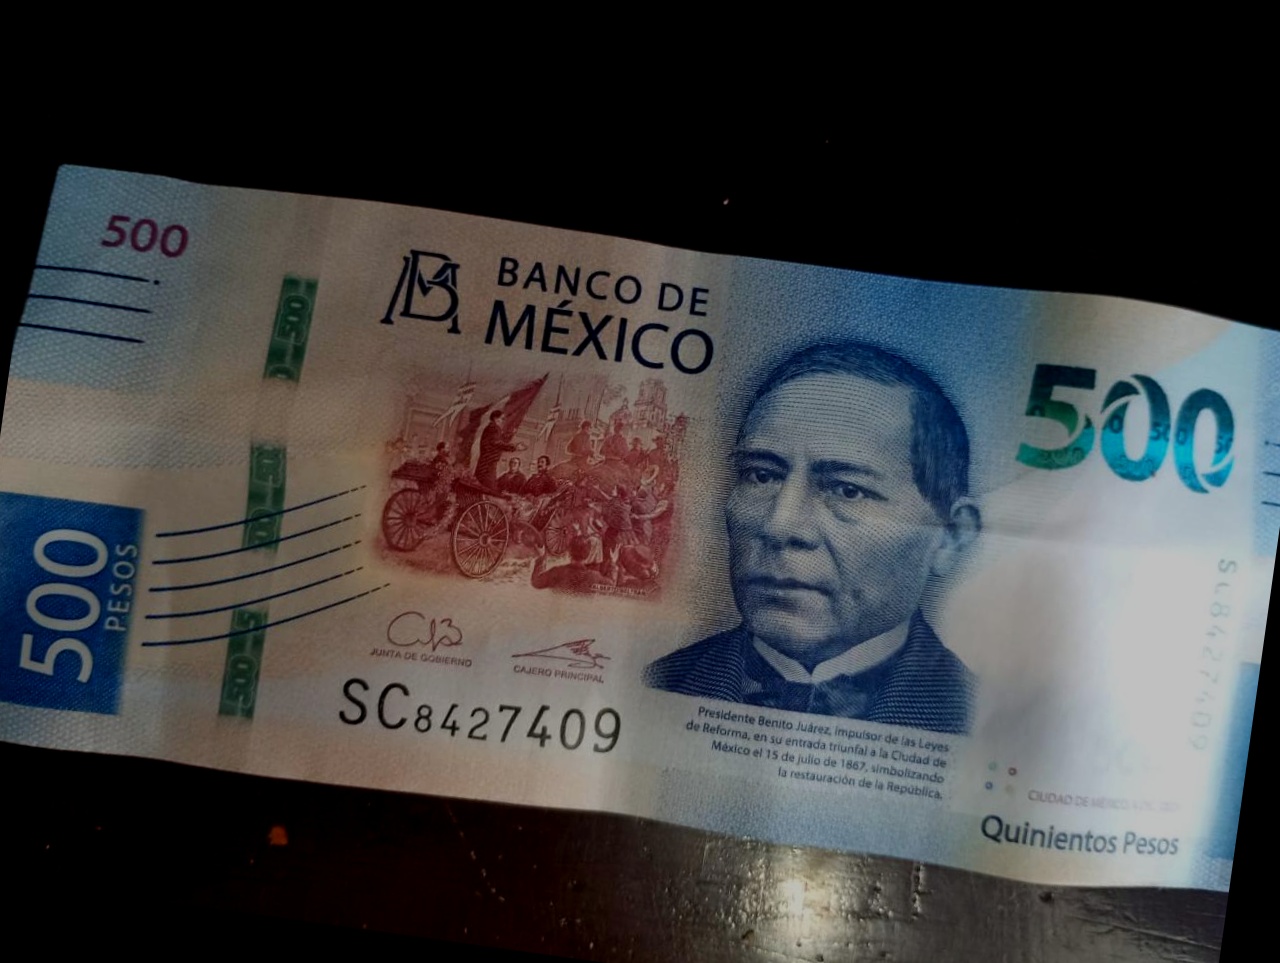 500
BANCO DE
MÉXICO
500
500
PESOS
JUNTA DE GOBIERNO
CAJERO PRINCIPAL
SC8427409
SC8427409
Presidente Benito Juárez, impulsor de las Leyes
de Reforma, en su entrada triunfal a la Ciudad de
México el 15 de julio de 1867, simbolizando
la restauración de la República.
CIUDAD DE MÉXICO
Quinientos Pesos